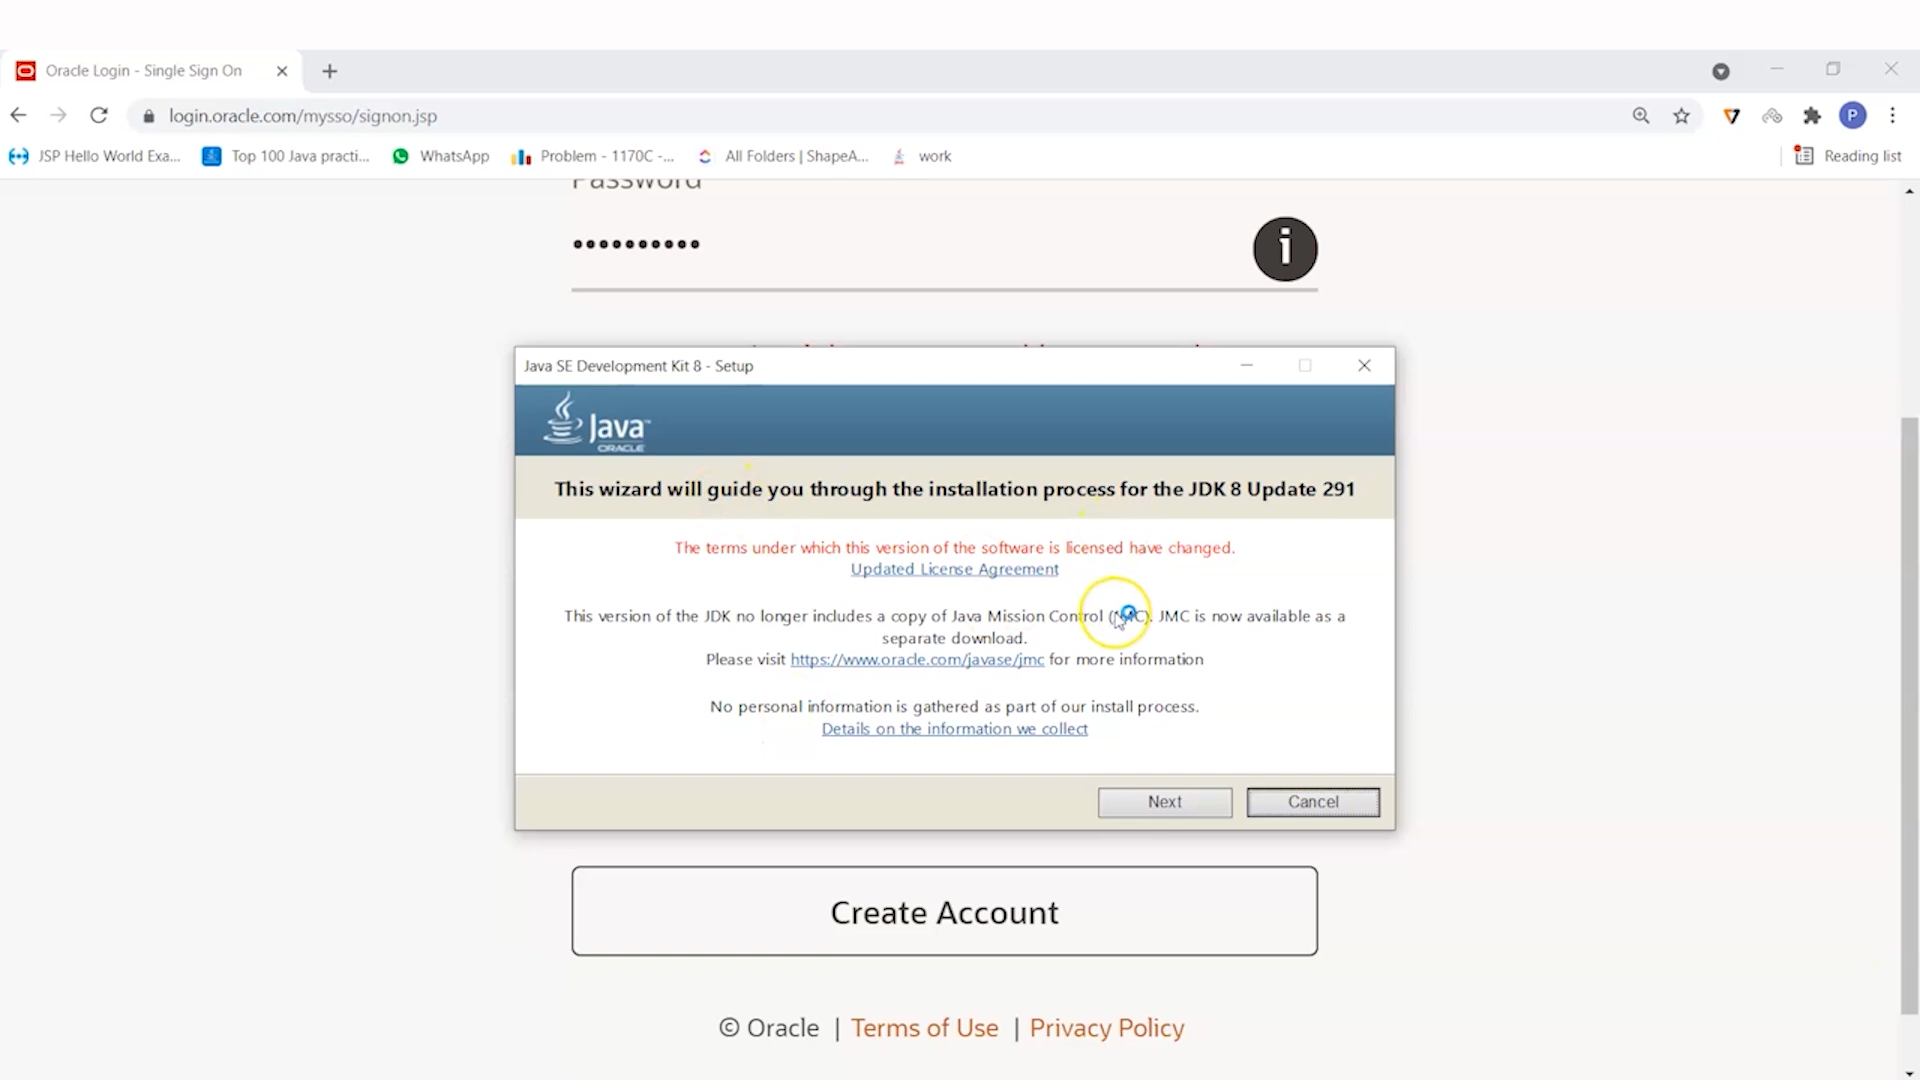 Oracle Login - Single Sign On
login.oracle.com/mysso/signon.jsp
P
JSP Hello World Exa...
Top 100 Java practi...
WhatsApp
Problem - 1170C -...
All Folders | ShapeA...
work
Reading list
Password
Java SE Development Kit 8 - Setup
Java
ORACLE
This wizard will guide you through the installation process for the JDK 8 Update 291
The terms under which this version of the software is licensed have changed.
Updated License Agreement
This version of the JDK no longer includes a copy of Java Mission Control (JMC). JMC is now available as a
separate download.
Please visit https://www.oracle.com/javase/jmc for more information
No personal information is gathered as part of our install process.
Details on the information we collect
Next
Cancel
Create Account
© Oracle | Terms of Use | Privacy Policy